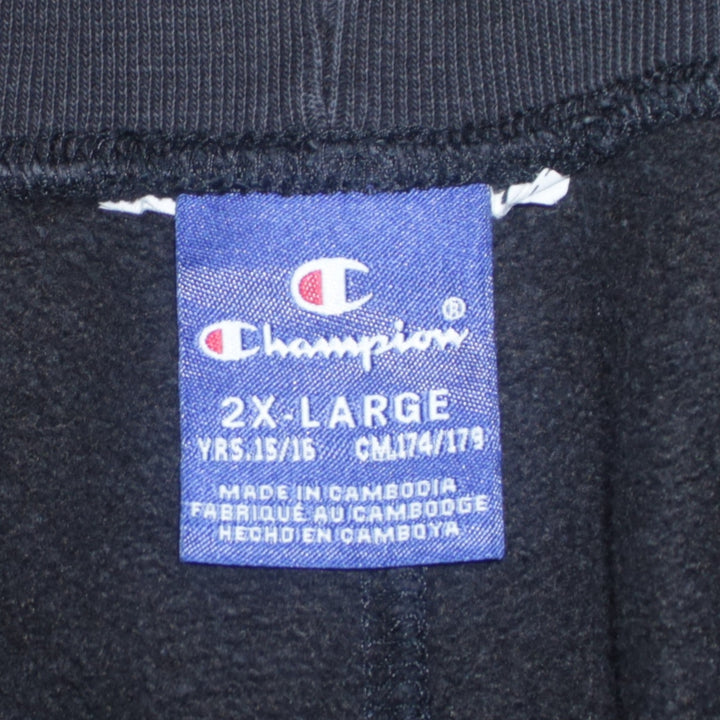 Champion®
2X-LARGE
YRS.15/16 CM.174/179
MADE IN CAMBODIA
FABRIQUÉ AU CAMBODGE
HECHO EN CAMBOYA